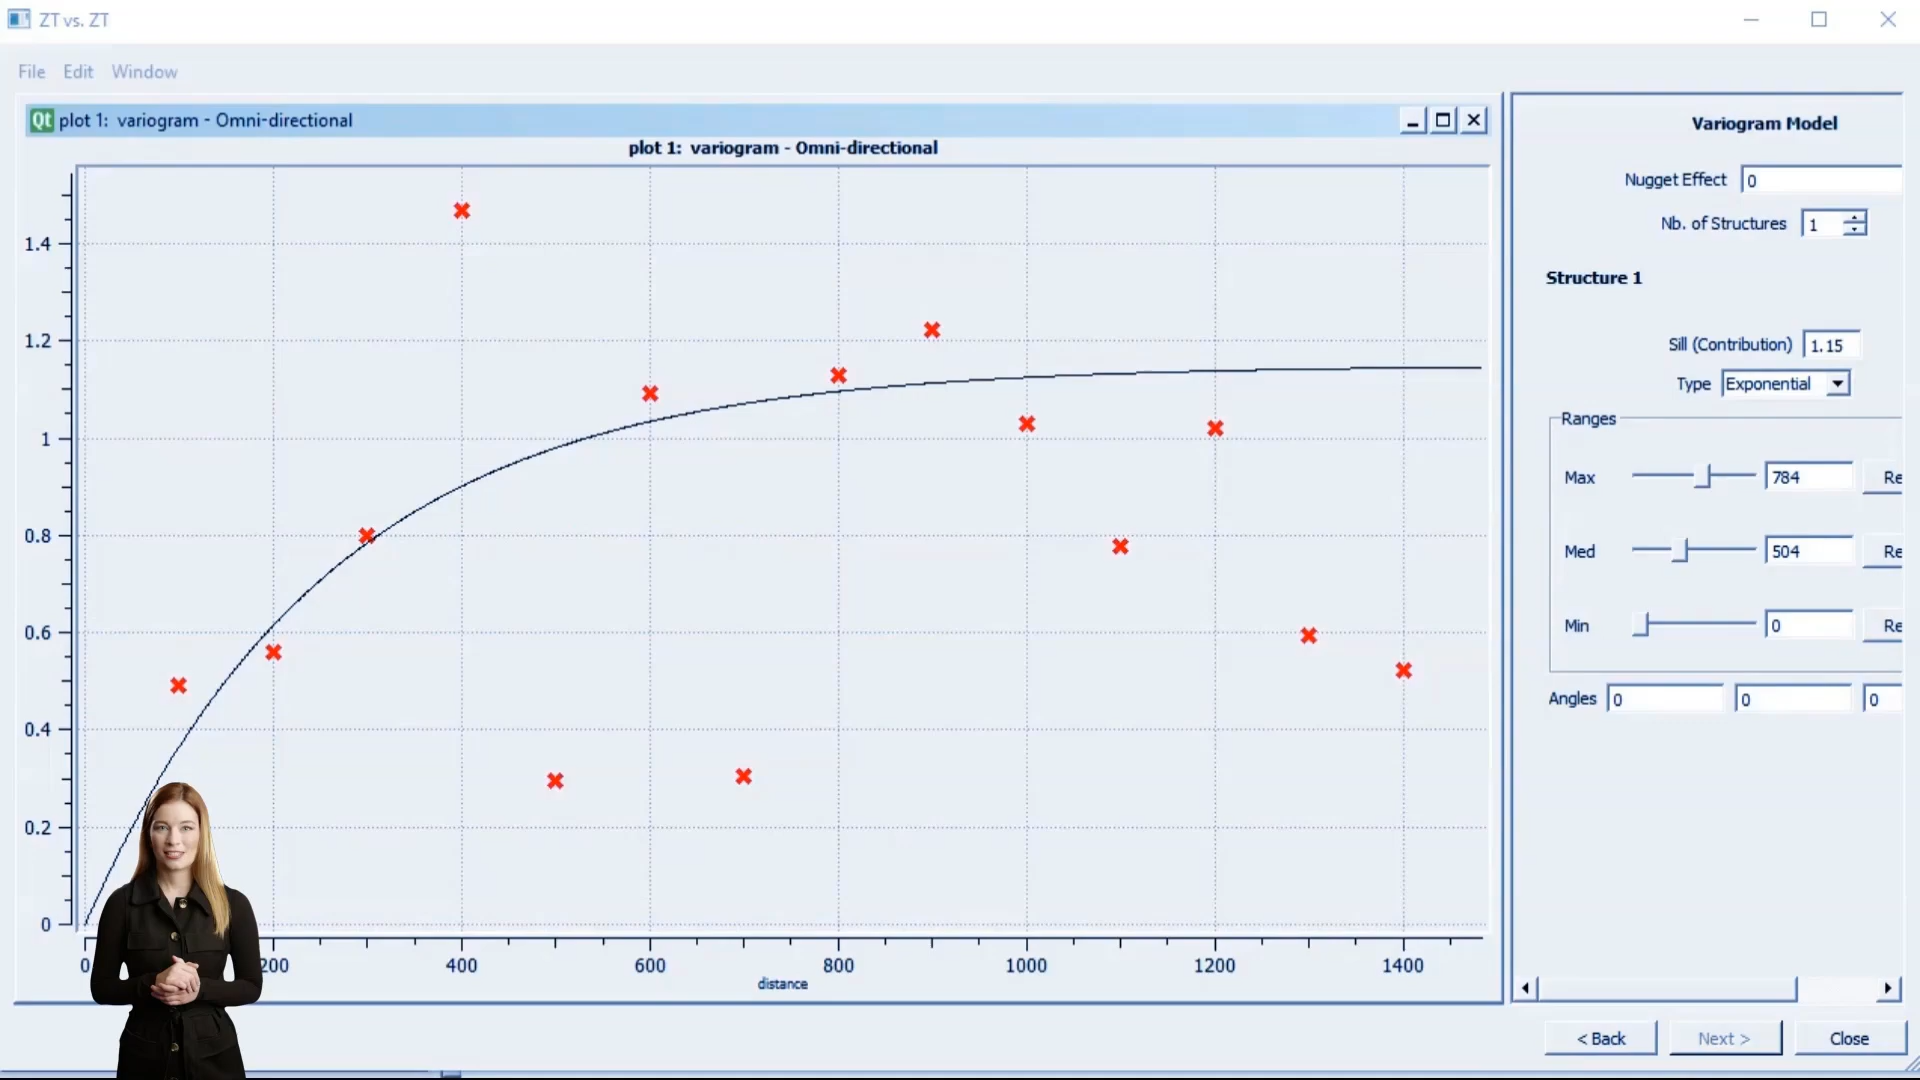 ZT vs. ZT
File Edit Window
Qt plot 1: variogram - Omni-directional
plot 1: variogram - Omni-directional
1.4
1.2
1
0.8
0.6
0.4
0.2
0
0 200 400 600 800 1000 1200 1400
distance
Variogram Model
Nugget Effect 0
Nb. of Structures 1
Structure 1
Sill (Contribution) 1.15
Type Exponential
Ranges
Max 784 Re
Med 504 Re
Min 0 Re
Angles 0 0 0
< Back Next > Close